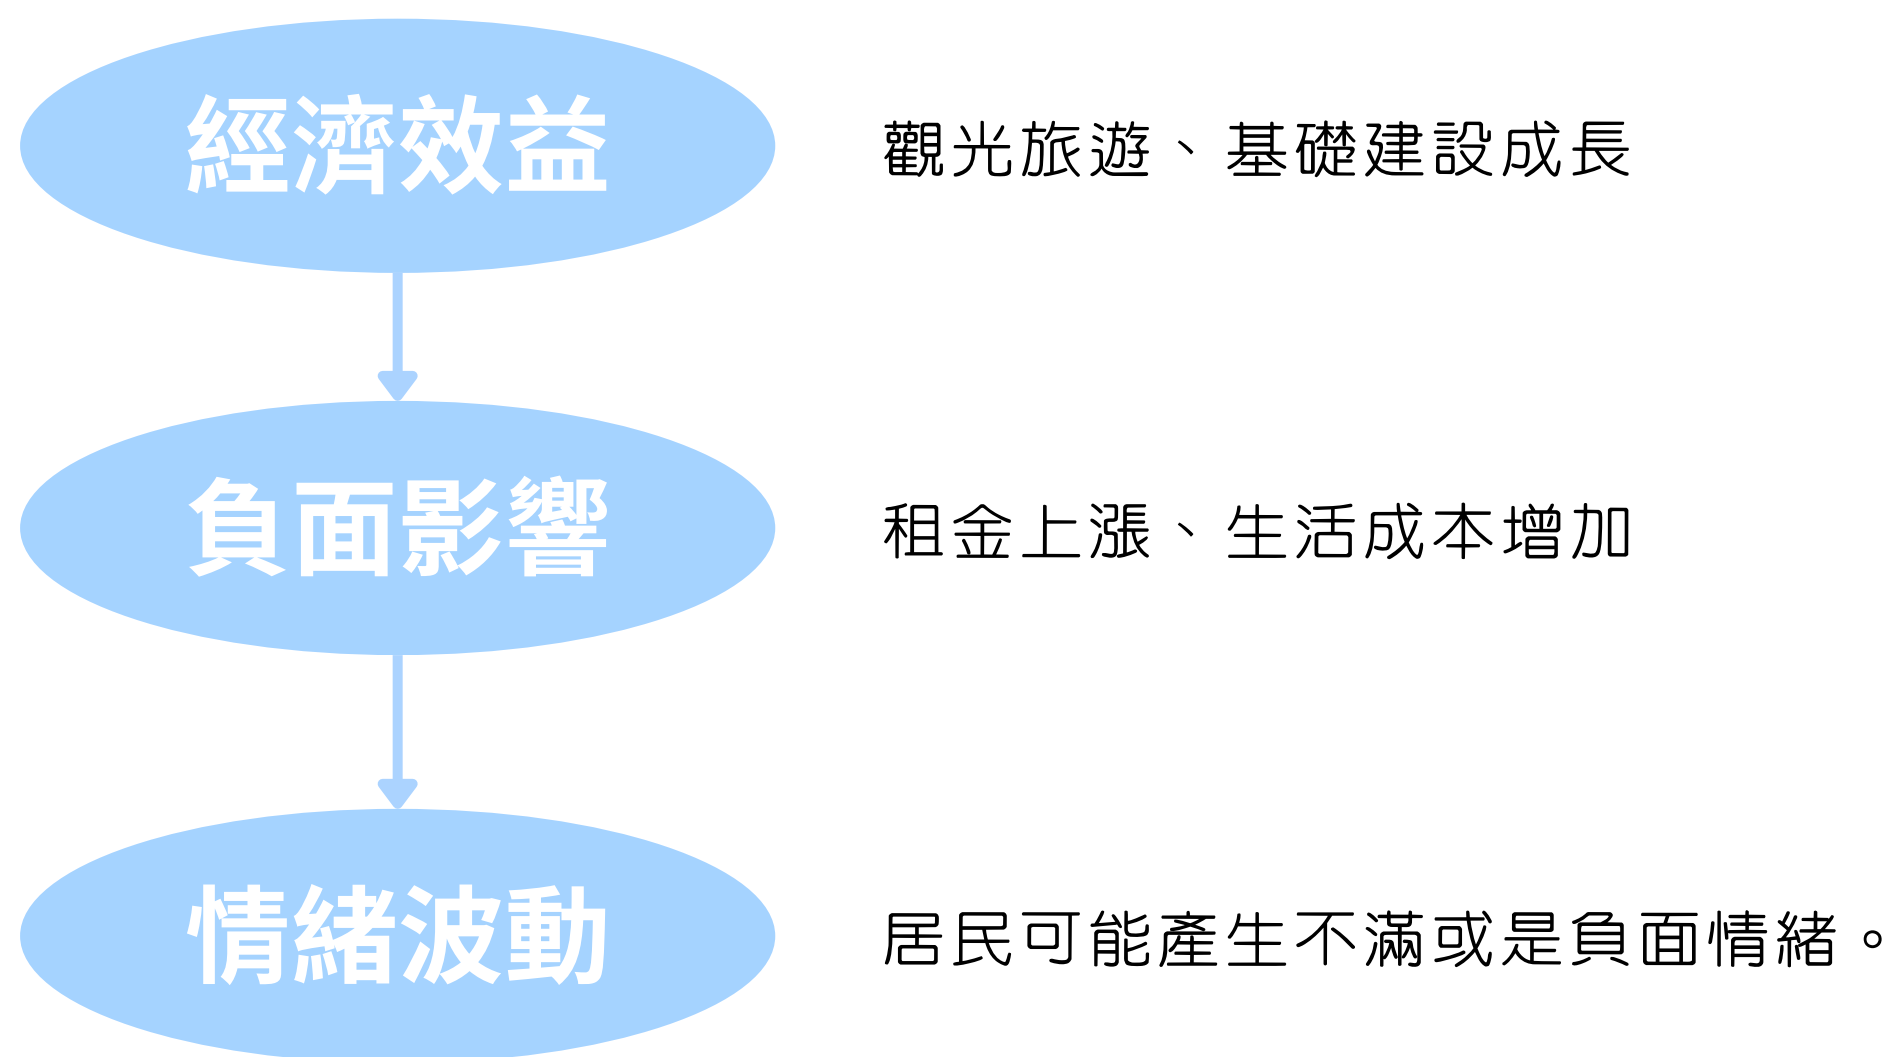 經濟效益
觀光旅遊、基礎建設成長
負面影響
租金上漲、生活成本增加
情緒波動
居民可能產生不滿或是負面情緒。